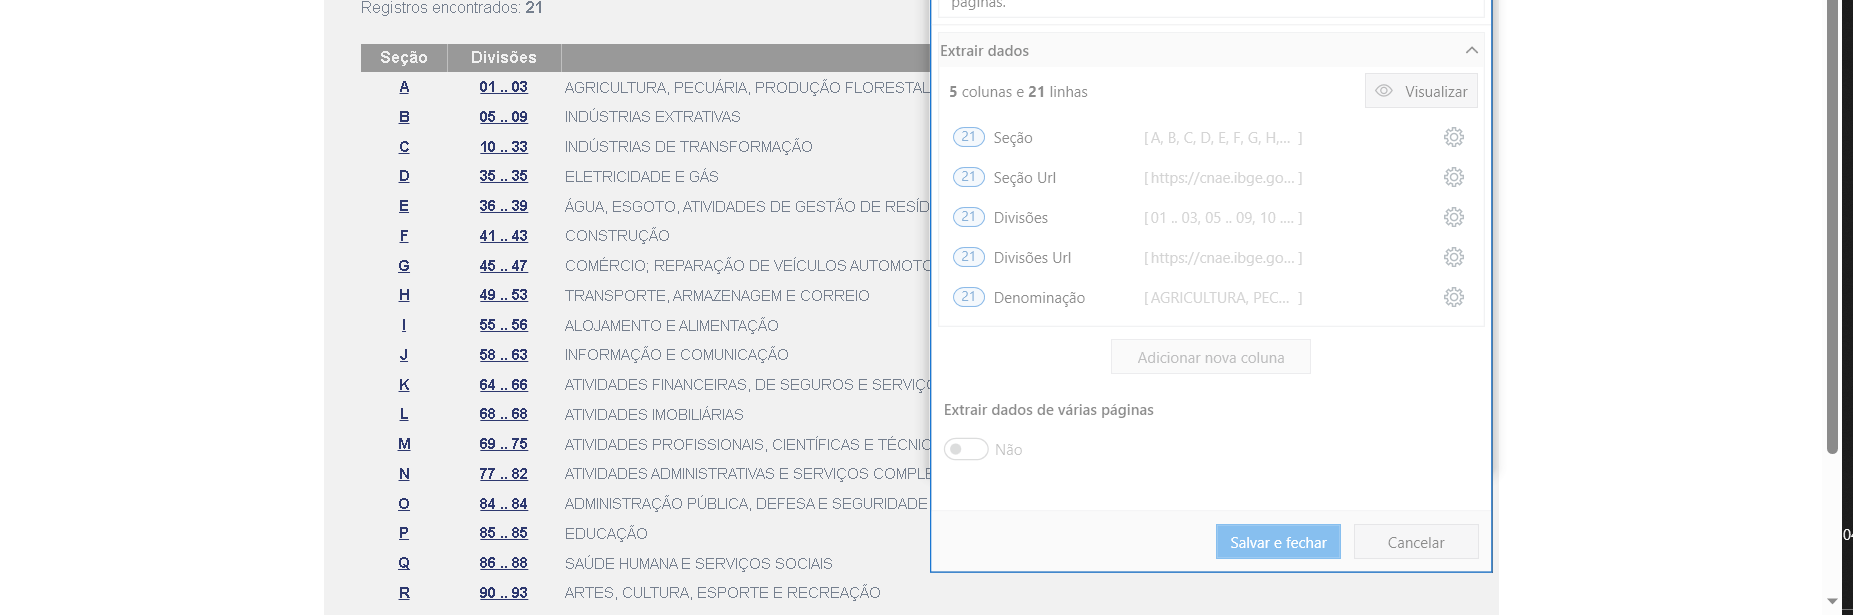 Registros encontrados: 21
Seção Divisões
A 01 .. 03 AGRICULTURA, PECUÁRIA, PRODUÇÃO FLORESTAL
B 05 .. 09 INDÚSTRIAS EXTRATIVAS
C 10 .. 33 INDÚSTRIAS DE TRANSFORMAÇÃO
D 35 .. 35 ELETRICIDADE E GÁS
E 36 .. 39 ÁGUA, ESGOTO, ATIVIDADES DE GESTÃO DE RESÍD
F 41 .. 43 CONSTRUÇÃO
G 45 .. 47 COMÉRCIO; REPARAÇÃO DE VEÍCULOS AUTOMOTO
H 49 .. 53 TRANSPORTE, ARMAZENAGEM E CORREIO
I 55 .. 56 ALOJAMENTO E ALIMENTAÇÃO
J 58 .. 63 INFORMAÇÃO E COMUNICAÇÃO
K 64 .. 66 ATIVIDADES FINANCEIRAS, DE SEGUROS E SERVIÇO
L 68 .. 68 ATIVIDADES IMOBILIÁRIAS
M 69 .. 75 ATIVIDADES PROFISSIONAIS, CIENTÍFICAS E TÉCNIC
N 77 .. 82 ATIVIDADES ADMINISTRATIVAS E SERVIÇOS COMPLE
O 84 .. 84 ADMINISTRAÇÃO PÚBLICA, DEFESA E SEGURIDADE
P 85 .. 85 EDUCAÇÃO
Q 86 .. 88 SAÚDE HUMANA E SERVIÇOS SOCIAIS
R 90 .. 93 ARTES, CULTURA, ESPORTE E RECREAÇÃO
páginas.
Extrair dados
5 colunas e 21 linhas Visualizar
21 Seção [ A, B, C, D, E, F, G, H,... ]
21 Seção Url [ https://cnae.ibge.go... ]
21 Divisões [ 01 .. 03, 05 .. 09, 10 .... ]
21 Divisões Url [ https://cnae.ibge.go... ]
21 Denominação [ AGRICULTURA, PEC... ]
Adicionar nova coluna
Extrair dados de várias páginas
Não
Salvar e fechar Cancelar